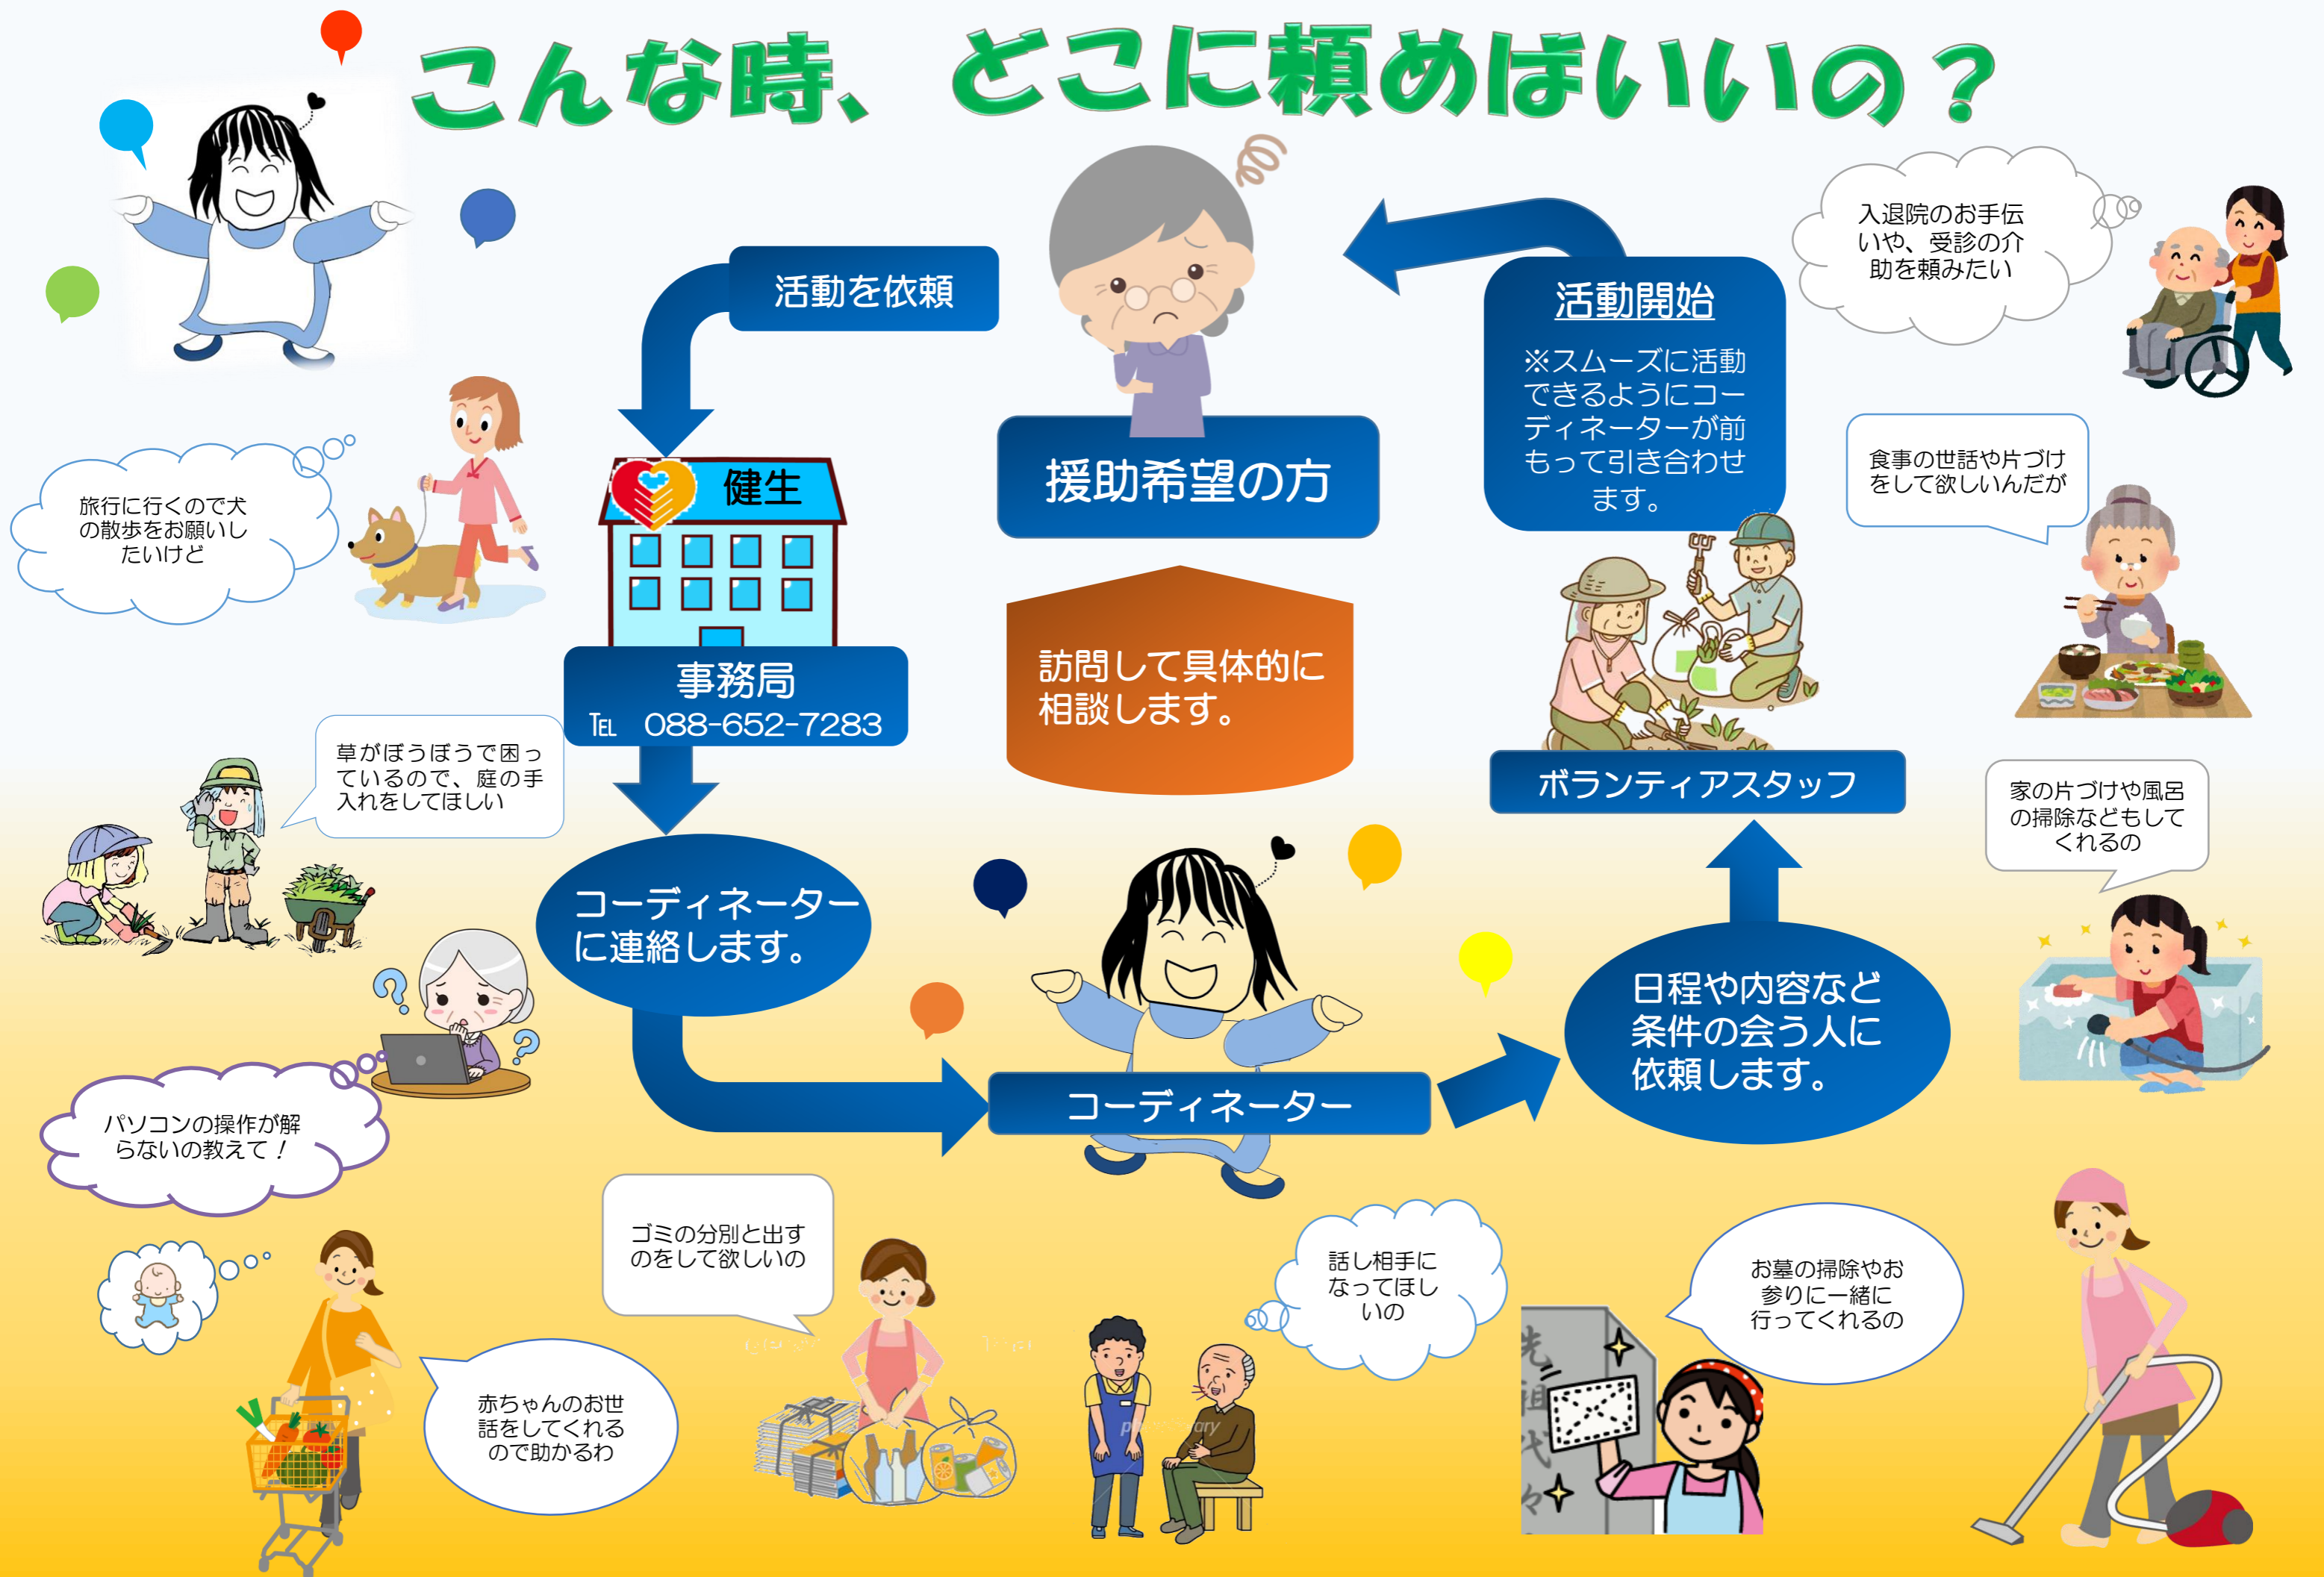 こんな時、どこに頼めばいいの？
活動を依頼
入退院のお手伝
いや、受診の介
助を頼みたい
活動開始
※スムーズに活動
できるようにコー
ディネーターが前
もって引き合わせ
ます。
援助希望の方
健生
食事の世話や片づけ
をして欲しいんだが
旅行に行くので犬
の散歩をお願いし
たいけど
事務局
℡　088-652-7283
訪問して具体的に
相談します。
草がぼうぼうで困っ
ているので、庭の手
入れをしてほしい
ボランティアスタッフ
家の片づけや風呂
の掃除などもして
くれるの
コーディネーター
に連絡します。
日程や内容など
条件の会う人に
依頼します。
コーディネーター
パソコンの操作が解
らないの教えて！
ゴミの分別と出す
のをして欲しいの
話し相手に
なってほし
いの
お墓の掃除やお
参りに一緒に
行ってくれるの
先祖代々
赤ちゃんのお世
話をしてくれる
ので助かるわ